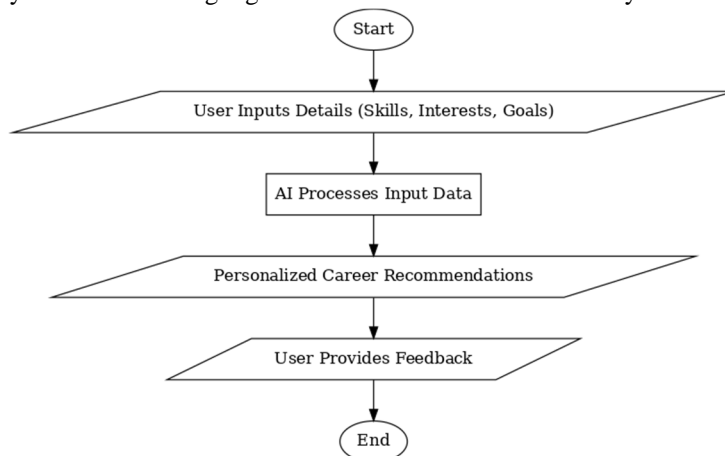 Start
User Inputs Details (Skills, Interests, Goals)
AI Processes Input Data
Personalized Career Recommendations
User Provides Feedback
End